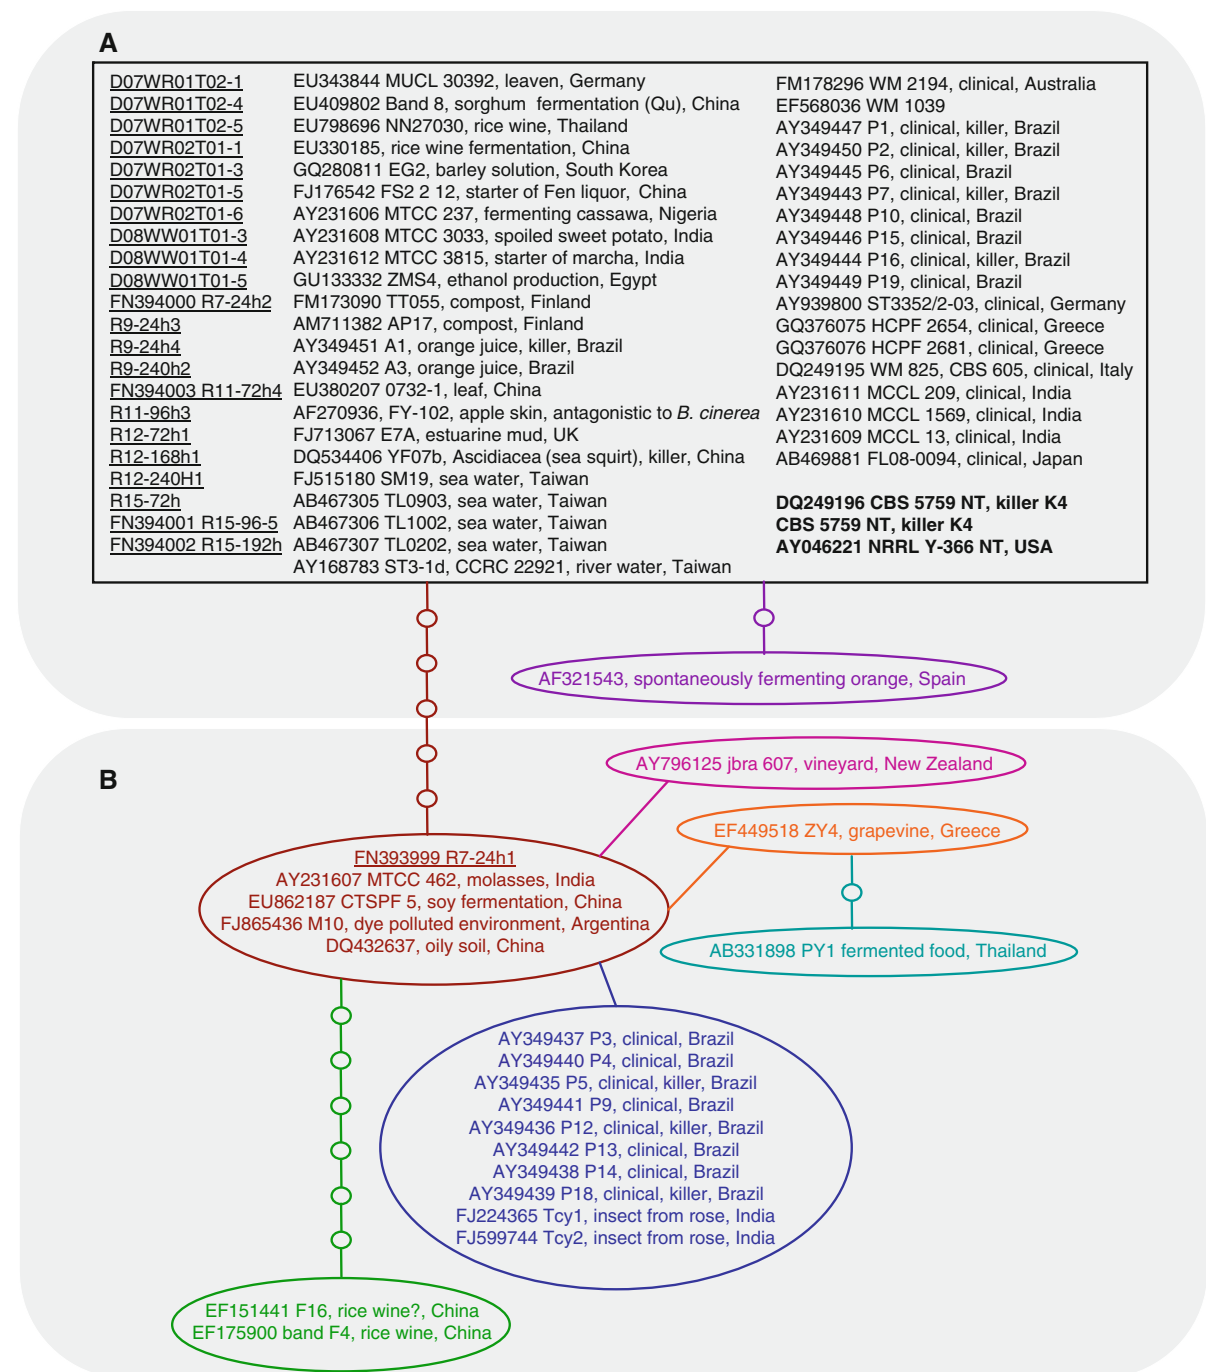 A
D07WR01T02-1
D07WR01T02-4
D07WR01T02-5
D07WR02T01-1
D07WR02T01-3
D07WR02T01-5
D07WR02T01-6
D08WW01T01-3
D08WW01T01-4
D08WW01T01-5
FN394000 R7-24h2
R9-24h3
R9-24h4
R9-240h2
FN394003 R11-72h4
R11-96h3
R12-72h1
R12-168h1
R12-240H1
R15-72h
FN394001 R15-96-5
FN394002 R15-192h
EU343844 MUCL 30392, leaven, Germany
EU409802 Band 8, sorghum fermentation (Qu), China
EU798696 NN27030, rice wine, Thailand
EU330185, rice wine fermentation, China
GQ280811 EG2, barley solution, South Korea
FJ176542 FS2 2 12, starter of Fen liquor, China
AY231606 MTCC 237, fermenting cassawa, Nigeria
AY231608 MTCC 3033, spoiled sweet potato, India
AY231612 MTCC 3815, starter of marcha, India
GU133332 ZMS4, ethanol production, Egypt
FM173090 TT055, compost, Finland
AM711382 AP17, compost, Finland
AY349451 A1, orange juice, killer, Brazil
AY349452 A3, orange juice, Brazil
EU380207 0732-1, leaf, China
AF270936, FY-102, apple skin, antagonistic to B. cinerea
FJ713067 E7A, estuarine mud, UK
DQ534406 YF07b, Ascidiacea (sea squirt), killer, China
FJ515180 SM19, sea water, Taiwan
AB467305 TL0903, sea water, Taiwan
AB467306 TL1002, sea water, Taiwan
AB467307 TL0202, sea water, Taiwan
AY168783 ST3-1d, CCRC 22921, river water, Taiwan
FM178296 WM 2194, clinical, Australia
EF568036 WM 1039
AY349447 P1, clinical, killer, Brazil
AY349450 P2, clinical, killer, Brazil
AY349445 P6, clinical, Brazil
AY349443 P7, clinical, killer, Brazil
AY349448 P10, clinical, Brazil
AY349446 P15, clinical, Brazil
AY349444 P16, clinical, killer, Brazil
AY349449 P19, clinical, Brazil
AY939800 ST3352/2-03, clinical, Germany
GQ376075 HCPF 2654, clinical, Greece
GQ376076 HCPF 2681, clinical, Greece
DQ249195 WM 825, CBS 605, clinical, Italy
AY231611 MCCL 209, clinical, India
AY231610 MCCL 1569, clinical, India
AY231609 MCCL 13, clinical, India
AB469881 FL08-0094, clinical, Japan
DQ249196 CBS 5759 NT, killer K4
CBS 5759 NT, killer K4
AY046221 NRRL Y-366 NT, USA
AF321543, spontaneously fermenting orange, Spain
B
AY796125 jbra 607, vineyard, New Zealand
EF449518 ZY4, grapevine, Greece
AB331898 PY1 fermented food, Thailand
FN393999 R7-24h1
AY231607 MTCC 462, molasses, India
EU862187 CTSPF 5, soy fermentation, China
FJ865436 M10, dye polluted environment, Argentina
DQ432637, oily soil, China
AY349437 P3, clinical, Brazil
AY349440 P4, clinical, Brazil
AY349435 P5, clinical, killer, Brazil
AY349441 P9, clinical, Brazil
AY349436 P12, clinical, killer, Brazil
AY349442 P13, clinical, Brazil
AY349438 P14, clinical, Brazil
AY349439 P18, clinical, killer, Brazil
FJ224365 Tcy1, insect from rose, India
FJ599744 Tcy2, insect from rose, India
EF151441 F16, rice wine?, China
EF175900 band F4, rice wine, China